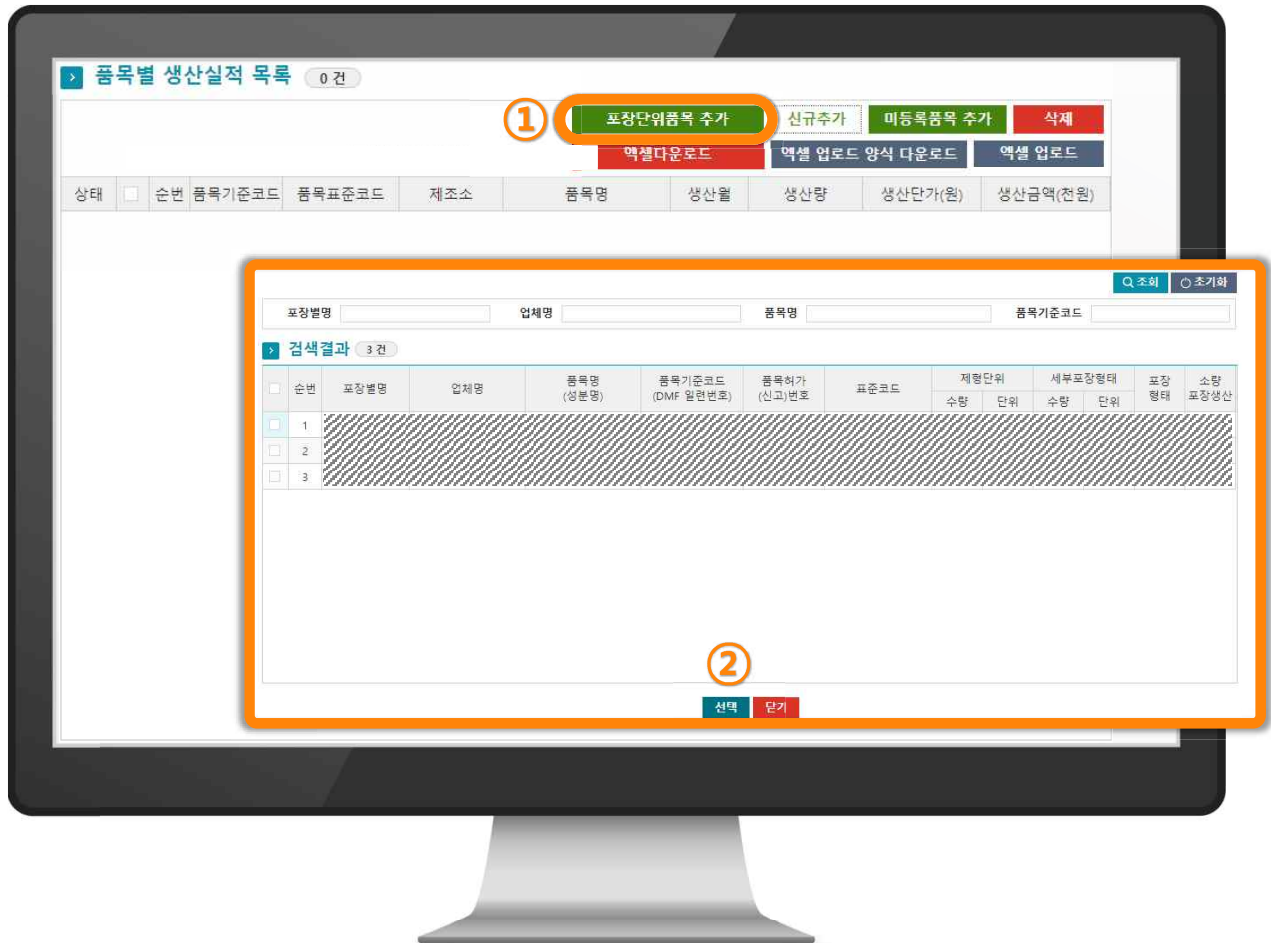 품목별 생산실적 목록 0 건
① 포장단위품목 추가 신규추가 미등록품목 추가 삭제
엑셀다운로드 엑셀 업로드 양식 다운로드 엑셀 업로드
상태 순번 품목기준코드 품목표준코드 제조소 품목명 생산월 생산량 생산단가(원) 생산금액(천원)
조회 초기화
포장별명 업체명 품목명 품목기준코드
검색결과 3 건
순번 포장별명 업체명 품목명 (성분명) 품목기준코드 (DMF 일련번호) 품목허가 (신고)번호 표준코드 제형단위 세부포장형태 포장 형태 소량 포장생산
수량 단위 수량 단위
1
2
3
②
선택 닫기